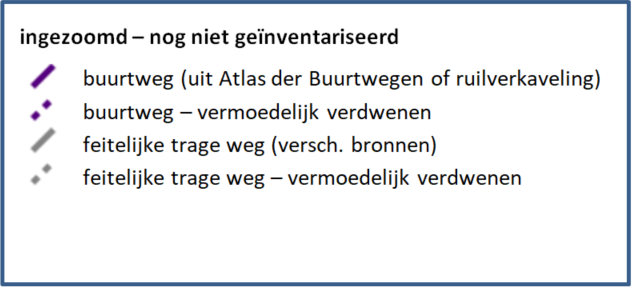 ingezoomd – nog niet geïnventariseerd
buurtweg (uit Atlas der Buurtwegen of ruilverkaveling)
buurtweg – vermoedelijk verdwenen
feitelijke trage weg (versch. bronnen)
feitelijke trage weg – vermoedelijk verdwenen